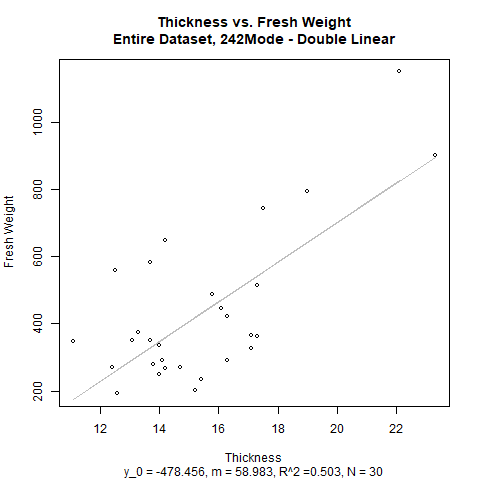 Thickness vs. Fresh Weight
Entire Dataset, 242Mode - Double Linear
Fresh Weight
1000
800
600
400
200
12 14 16 18 20 22
Thickness
y_0 = -478.456, m = 58.983, R^2 =0.503, N = 30